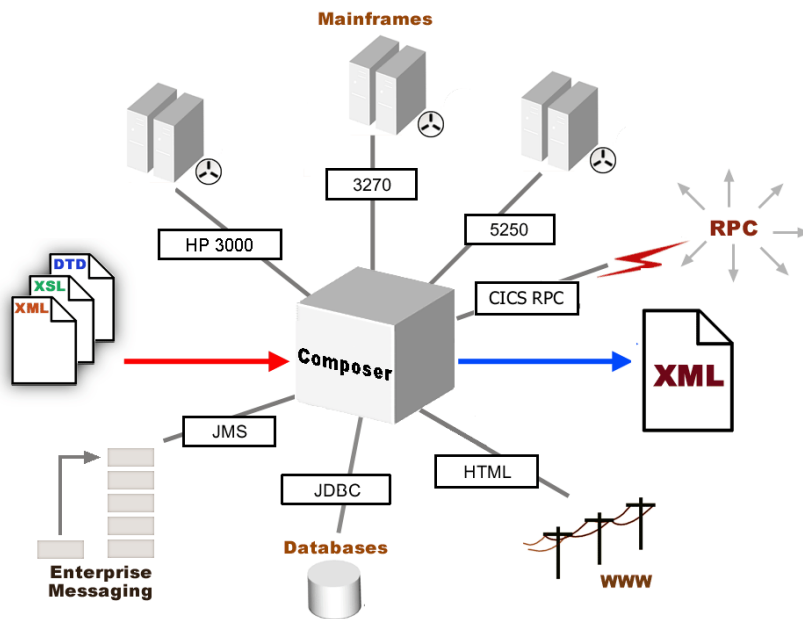 Mainframes
3270
HP 3000
5250
RPC
CICS RPC
DTD
XSL
XML
Composer
XML
JMS
HTML
JDBC
Databases
Enterprise
Messaging
WWW